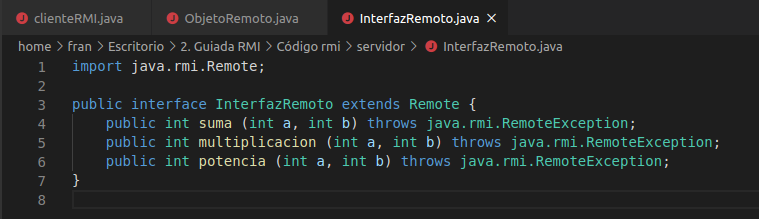 clienteRMI.java ObjetoRemoto.java InterfazRemoto.java ×
home > fran > Escritorio > 2. Guiada RMI > Código rmi > servidor > InterfazRemoto.java
1 import java.rmi.Remote;
2
3 public interface InterfazRemoto extends Remote {
4 public int suma (int a, int b) throws java.rmi.RemoteException;
5 public int multiplicacion (int a, int b) throws java.rmi.RemoteException;
6 public int potencia (int a, int b) throws java.rmi.RemoteException;
7 }
8